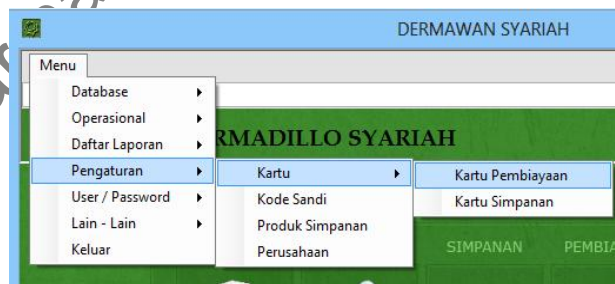 DERMAWAN SYARIAH
Menu
Database
Operasional
Daftar Laporan
RMADILLO SYARIAH
Pengaturan
Kartu
Kartu Pembiayaan
User / Password
Kode Sandi
Kartu Simpanan
Lain - Lain
Produk Simpanan
Keluar
Perusahaan
SIMPANAN
PEMBIA